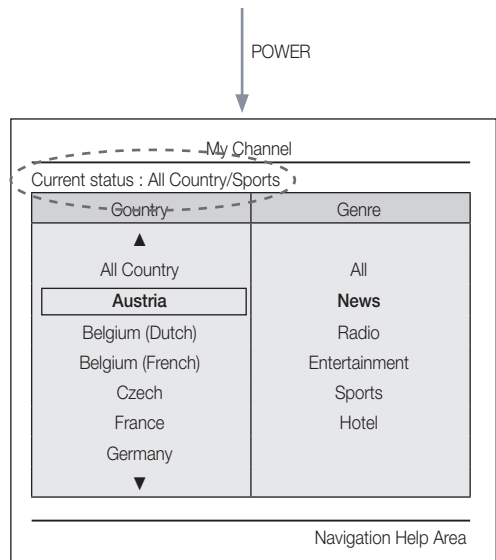 POWER
My Channel
Current status : All Country/Sports
Country Genre
▲
All Country All
Austria News
Belgium (Dutch) Radio
Belgium (French) Entertainment
Czech Sports
France Hotel
Germany
▼
Navigation Help Area